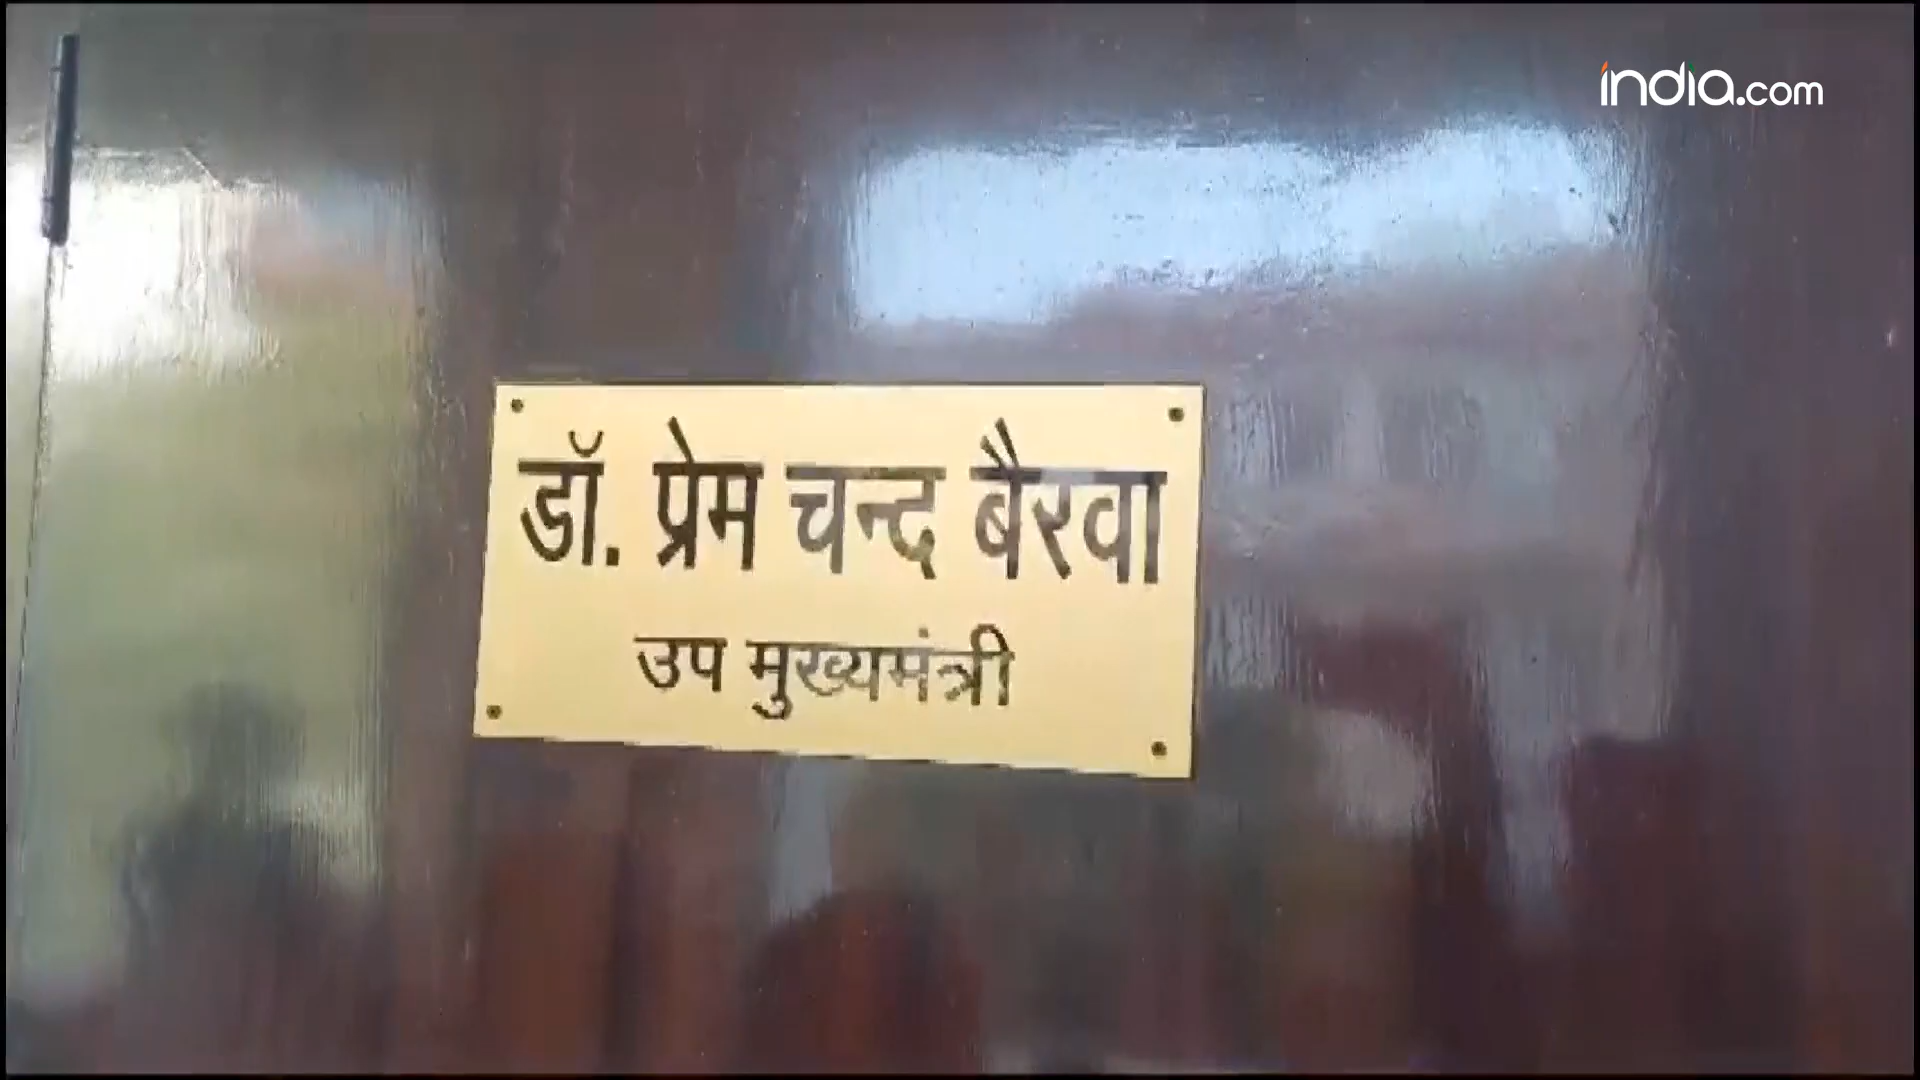 india.com
डॉ. प्रेम चन्द बैरवा
उप मुख्यमंत्री